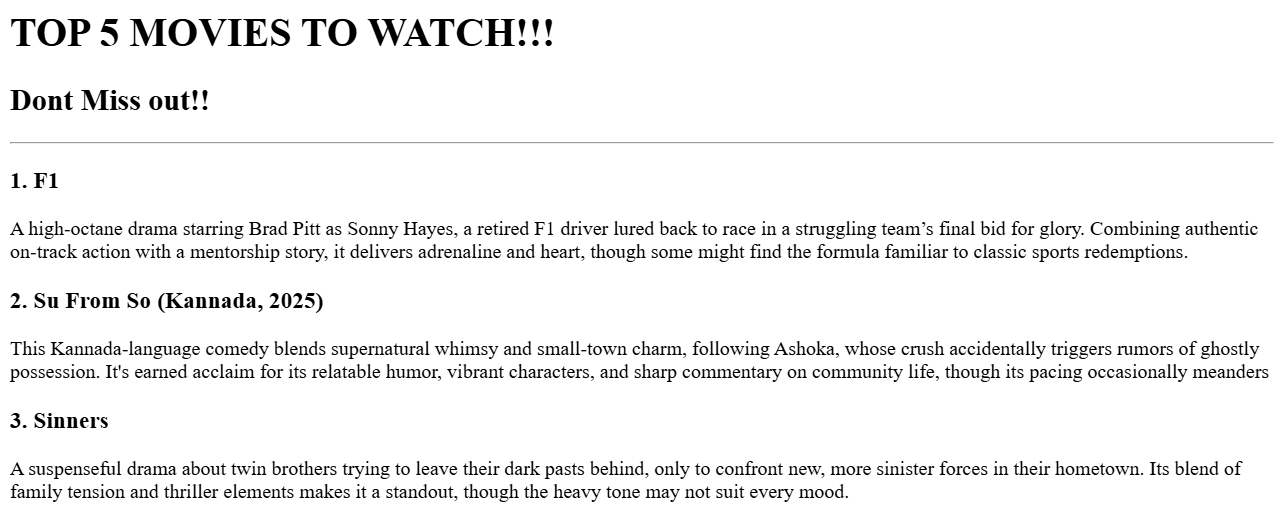 TOP 5 MOVIES TO WATCH!!!
Dont Miss out!!
1. F1
A high-octane drama starring Brad Pitt as Sonny Hayes, a retired F1 driver lured back to race in a struggling team’s final bid for glory. Combining authentic
on-track action with a mentorship story, it delivers adrenaline and heart, though some might find the formula familiar to classic sports redemptions.
2. Su From So (Kannada, 2025)
This Kannada-language comedy blends supernatural whimsy and small-town charm, following Ashoka, whose crush accidentally triggers rumors of ghostly
possession. It's earned acclaim for its relatable humor, vibrant characters, and sharp commentary on community life, though its pacing occasionally meanders
3. Sinners
A suspenseful drama about twin brothers trying to leave their dark pasts behind, only to confront new, more sinister forces in their hometown. Its blend of
family tension and thriller elements makes it a standout, though the heavy tone may not suit every mood.